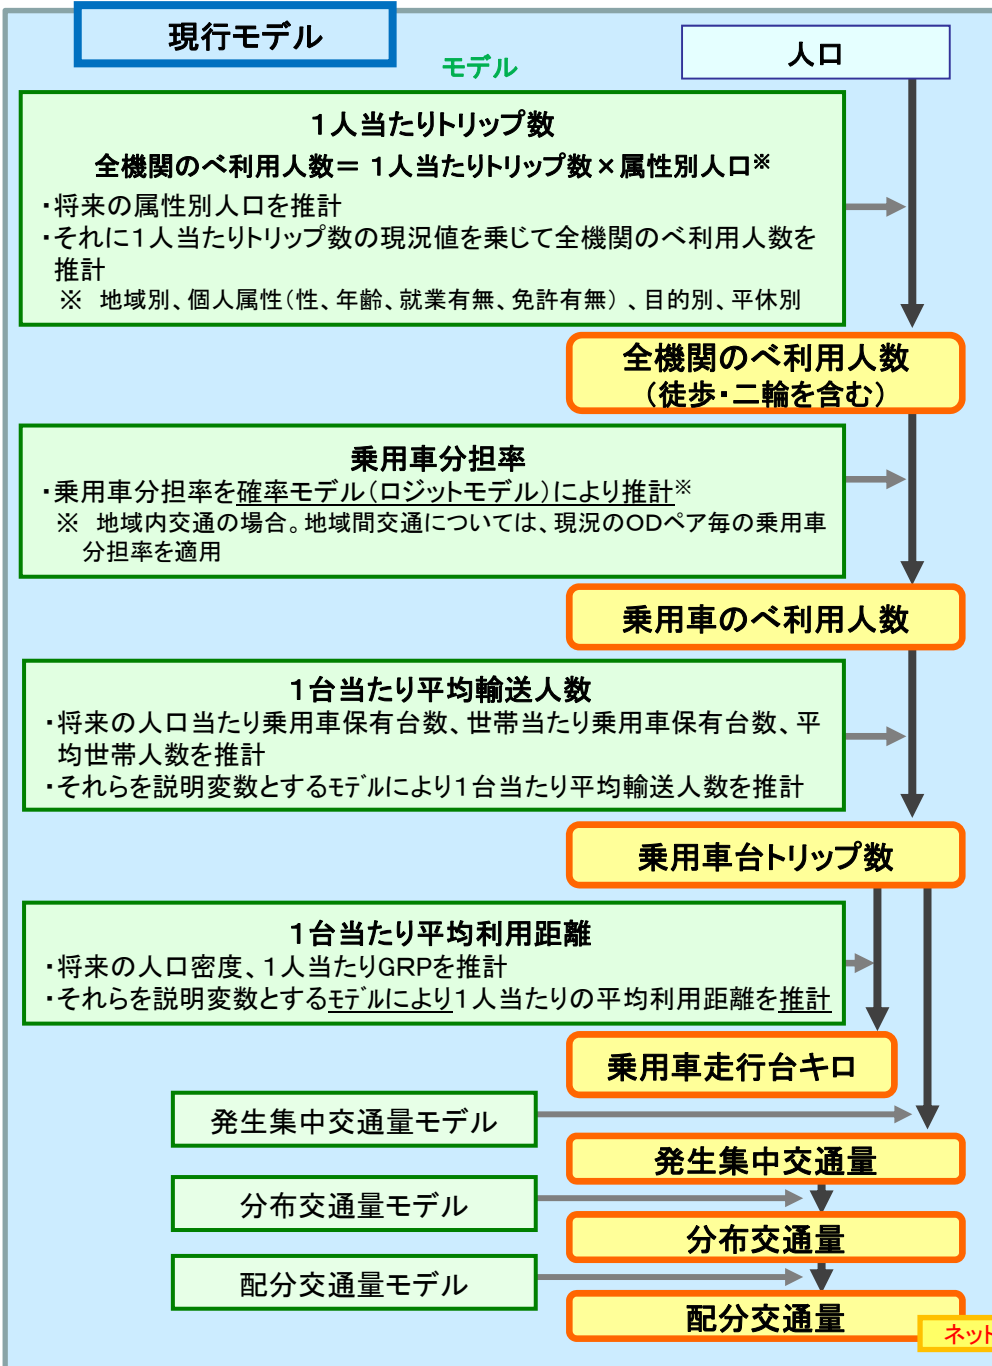 現行モデル
モデル
人口
1人当たりトリップ数
全機関のべ利用人数＝ 1人当たりトリップ数×属性別人口※
・将来の属性別人口を推計
・それに1人当たりトリップ数の現況値を乗じて全機関のべ利用人数を
推計
※　地域別、個人属性（性、年齢、就業有無、免許有無）、目的別、平休別
全機関のべ利用人数
（徒歩・二輪を含む）
乗用車分担率
・乗用車分担率を確率モデル（ロジットモデル）により推計※
※　地域内交通の場合。地域間交通については、現況のODペア毎の乗用車
分担率を適用
乗用車のべ利用人数
1台当たり平均輸送人数
・将来の人口当たり乗用車保有台数、世帯当たり乗用車保有台数、平
均世帯人数を推計
・それらを説明変数とするモデルにより1台当たり平均輸送人数を推計
乗用車台トリップ数
1台当たり平均利用距離
・将来の人口密度、1人当たりGRPを推計
・それらを説明変数とするモデルにより1人当たりの平均利用距離を推計
乗用車走行台キロ
発生集中交通量モデル
発生集中交通量
分布交通量モデル
分布交通量
配分交通量モデル
配分交通量
ネット